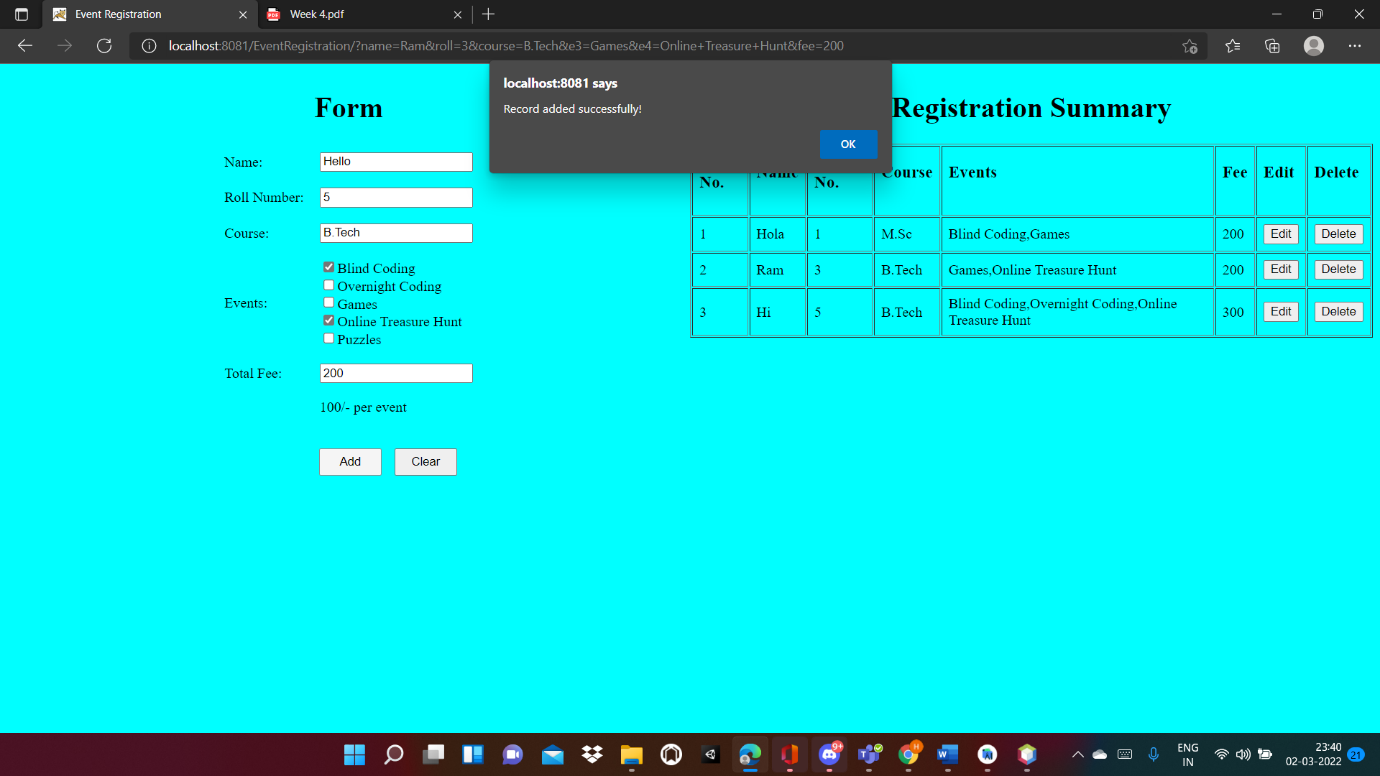 Event Registration
Week 4.pdf
localhost:8081/EventRegistration/?name=Ram&roll=3&course=B.Tech&e3=Games&e4=Online+Treasure+Hunt&fee=200
localhost:8081 says
Record added successfully!
OK
Form
Name: Hello
Roll Number: 5
Course: B.Tech
Events:
Blind Coding
Overnight Coding
Games
Online Treasure Hunt
Puzzles
Total Fee: 200
100/- per event
Add Clear
Registration Summary
No. Name No. Course Events Fee Edit Delete
1 Hola 1 M.Sc Blind Coding,Games 200 Edit Delete
2 Ram 3 B.Tech Games,Online Treasure Hunt 200 Edit Delete
3 Hi 5 B.Tech Blind Coding,Overnight Coding,Online 300 Edit Delete
Treasure Hunt
PDF
9+
H
ENG
IN
23:40
02-03-2022
21